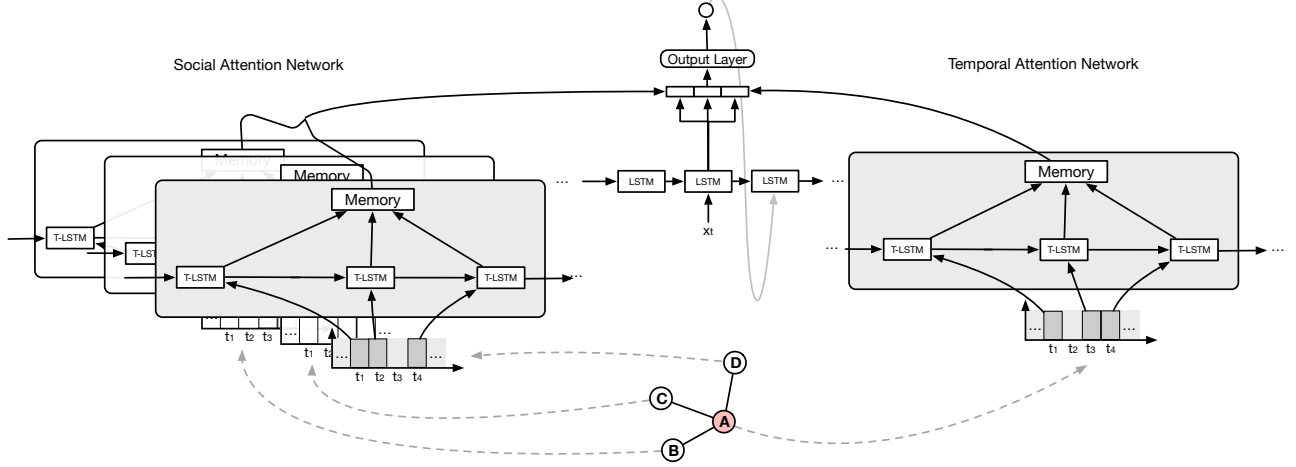 Output Layer
Social Attention Network
Temporal Attention Network
Memory
Memory
Memory
Memory
... LSTM LSTM LSTM ...
xt
T-LSTM
T-LST
T-LSTM T-LSTM T-LSTM ...
... T-LSTM T-LSTM T-LSTM ...
... t1 t2 t3
... t1 t2
...
... ...
t1 t2 t3 t4
... ...
t1 t2 t3 t4
D
C
A
B